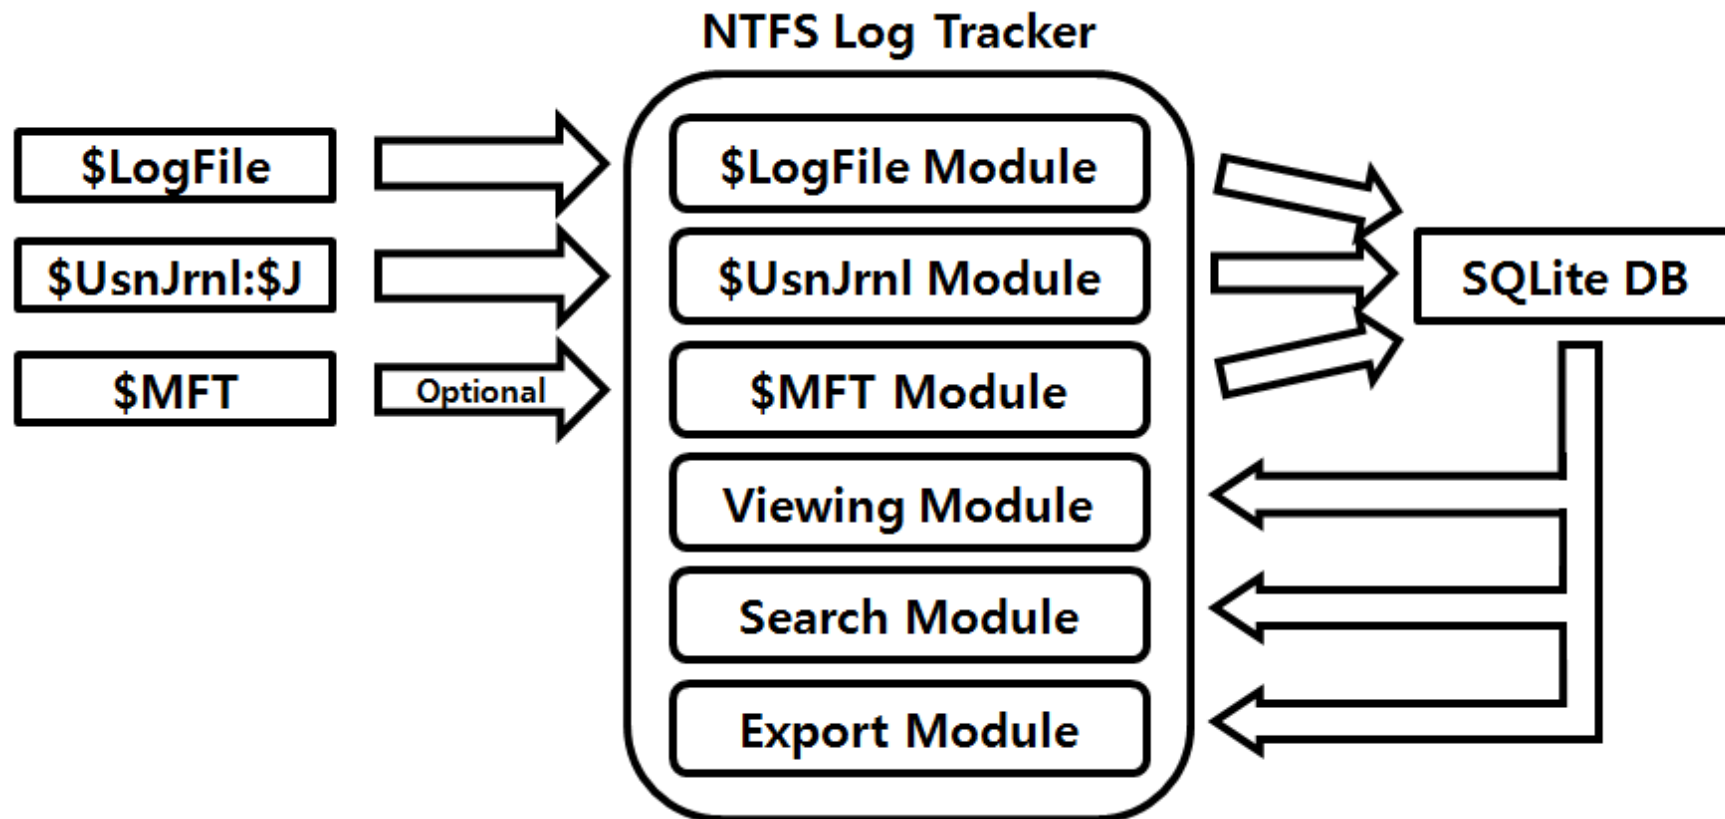 NTFS Log Tracker
$LogFile
$LogFile Module
$UsnJrnl:$J
$UsnJrnl Module
SQLite DB
$MFT
Optional
$MFT Module
Viewing Module
Search Module
Export Module